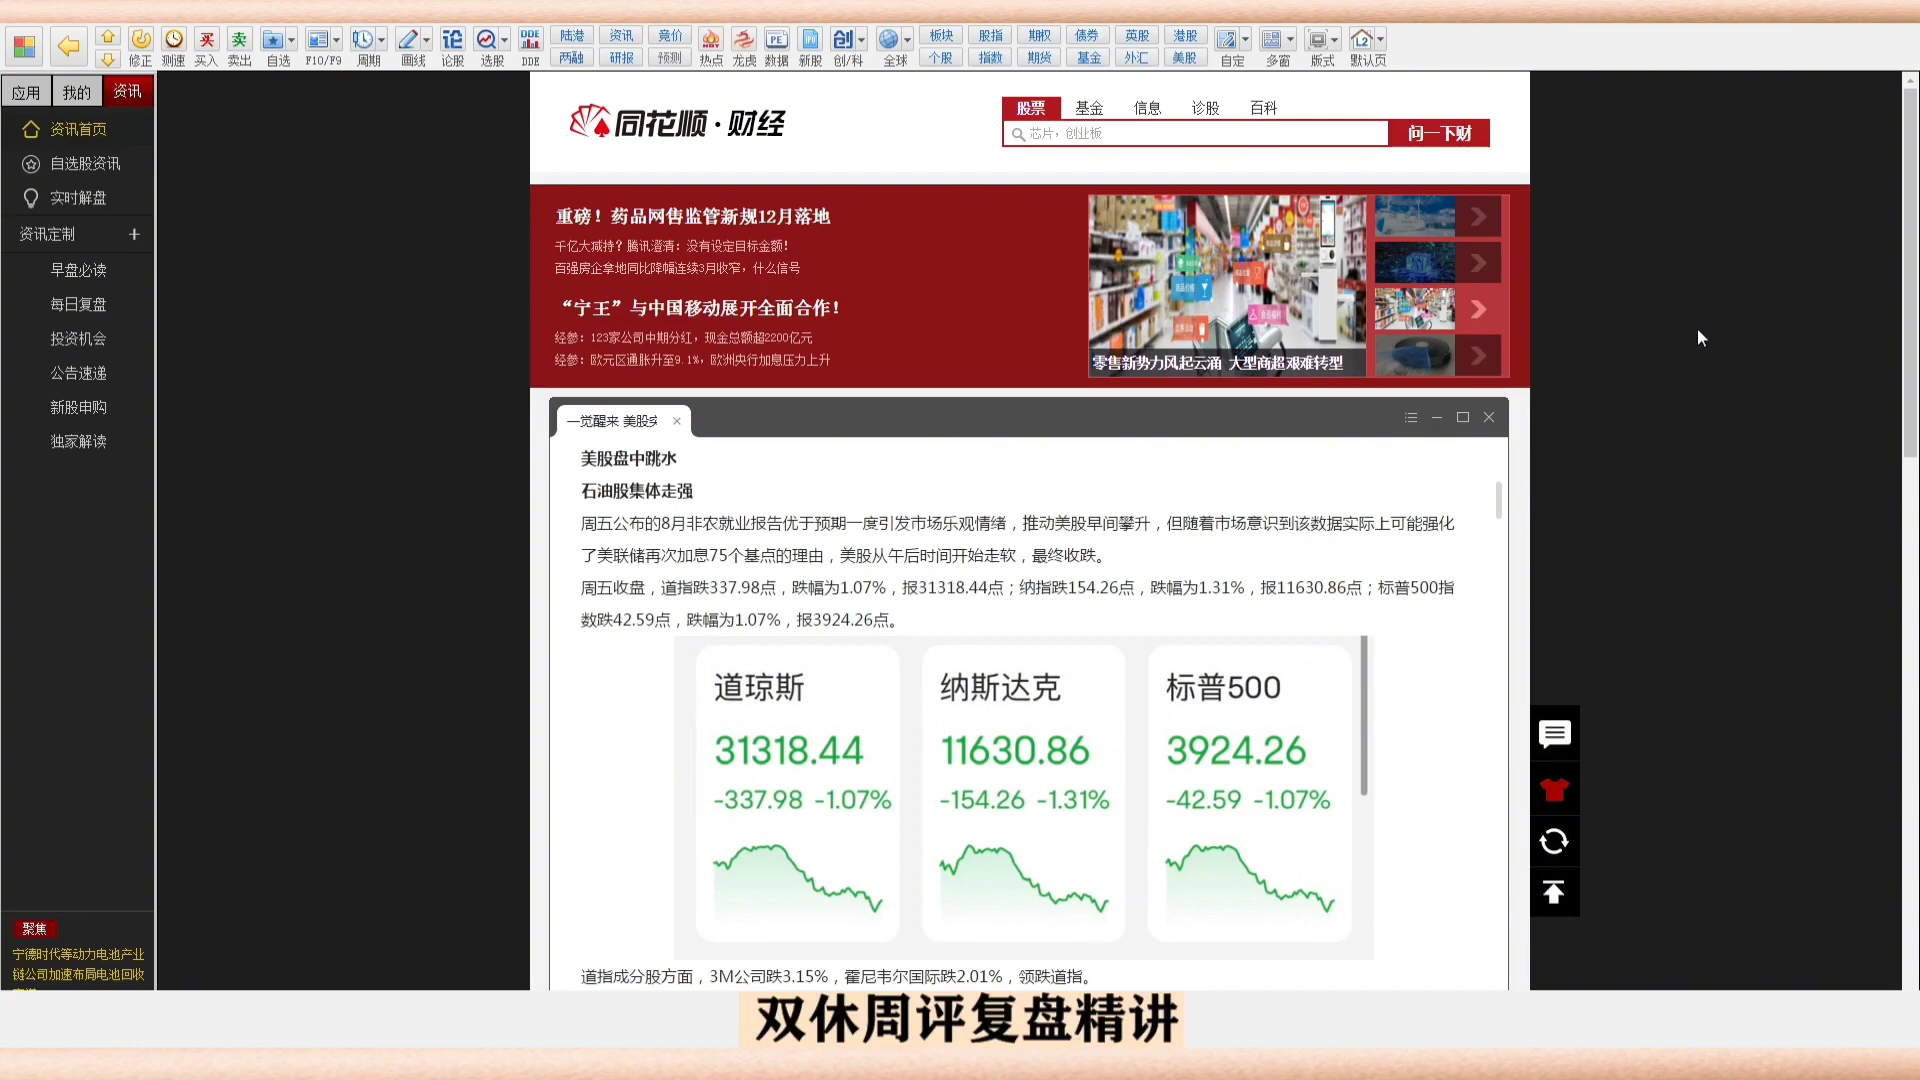 修正 测速 买入 卖出 自选 F10/F9 周期 画线 论股 选股 DDE 热点 龙虎 数据 新股 创/科 全球 自定 多窗 版式 默认页
买 卖 论 DDE HOT PE IPO 创 L2
陆港 资讯 竞价 板块 股指 期权 债券 英股 港股
两融 研报 预测 个股 指数 期货 基金 外汇 美股
应用 我的 资讯
资讯首页
自选股资讯
实时解盘
资讯定制 +
早盘必读
每日复盘
投资机会
公告速递
新股申购
独家解读
聚焦
宁德时代等动力电池产业
链公司加速布局电池回收
同花顺·财经
股票 基金 信息 诊股 百科
芯片，创业板
问一下财
重磅！药品网售监管新规12月落地
千亿大减持？腾讯澄清：没有设定目标金额！
百强房企拿地同比降幅连续3月收窄，什么信号
“宁王”与中国移动展开全面合作！
经参：123家公司中期分红，现金总额超2200亿元
经参：欧元区通胀升至9.1%，欧洲央行加息压力上升
零售新势力风起云涌 大型商超艰难转型
一觉醒来 美股突
美股盘中跳水
石油股集体走强
周五公布的8月非农就业报告优于预期一度引发市场乐观情绪，推动美股早间攀升，但随着市场意识到该数据实际上可能强化
了美联储再次加息75个基点的理由，美股从午后时间开始走软，最终收跌。
周五收盘，道指跌337.98点，跌幅为1.07%，报31318.44点；纳指跌154.26点，跌幅为1.31%，报11630.86点；标普500指
数跌42.59点，跌幅为1.07%，报3924.26点。
道琼斯 纳斯达克 标普500
31318.44 11630.86 3924.26
-337.98 -1.07% -154.26 -1.31% -42.59 -1.07%
道指成分股方面，3M公司跌3.15%，霍尼韦尔国际跌2.01%，领跌道指。
双休周评复盘精讲